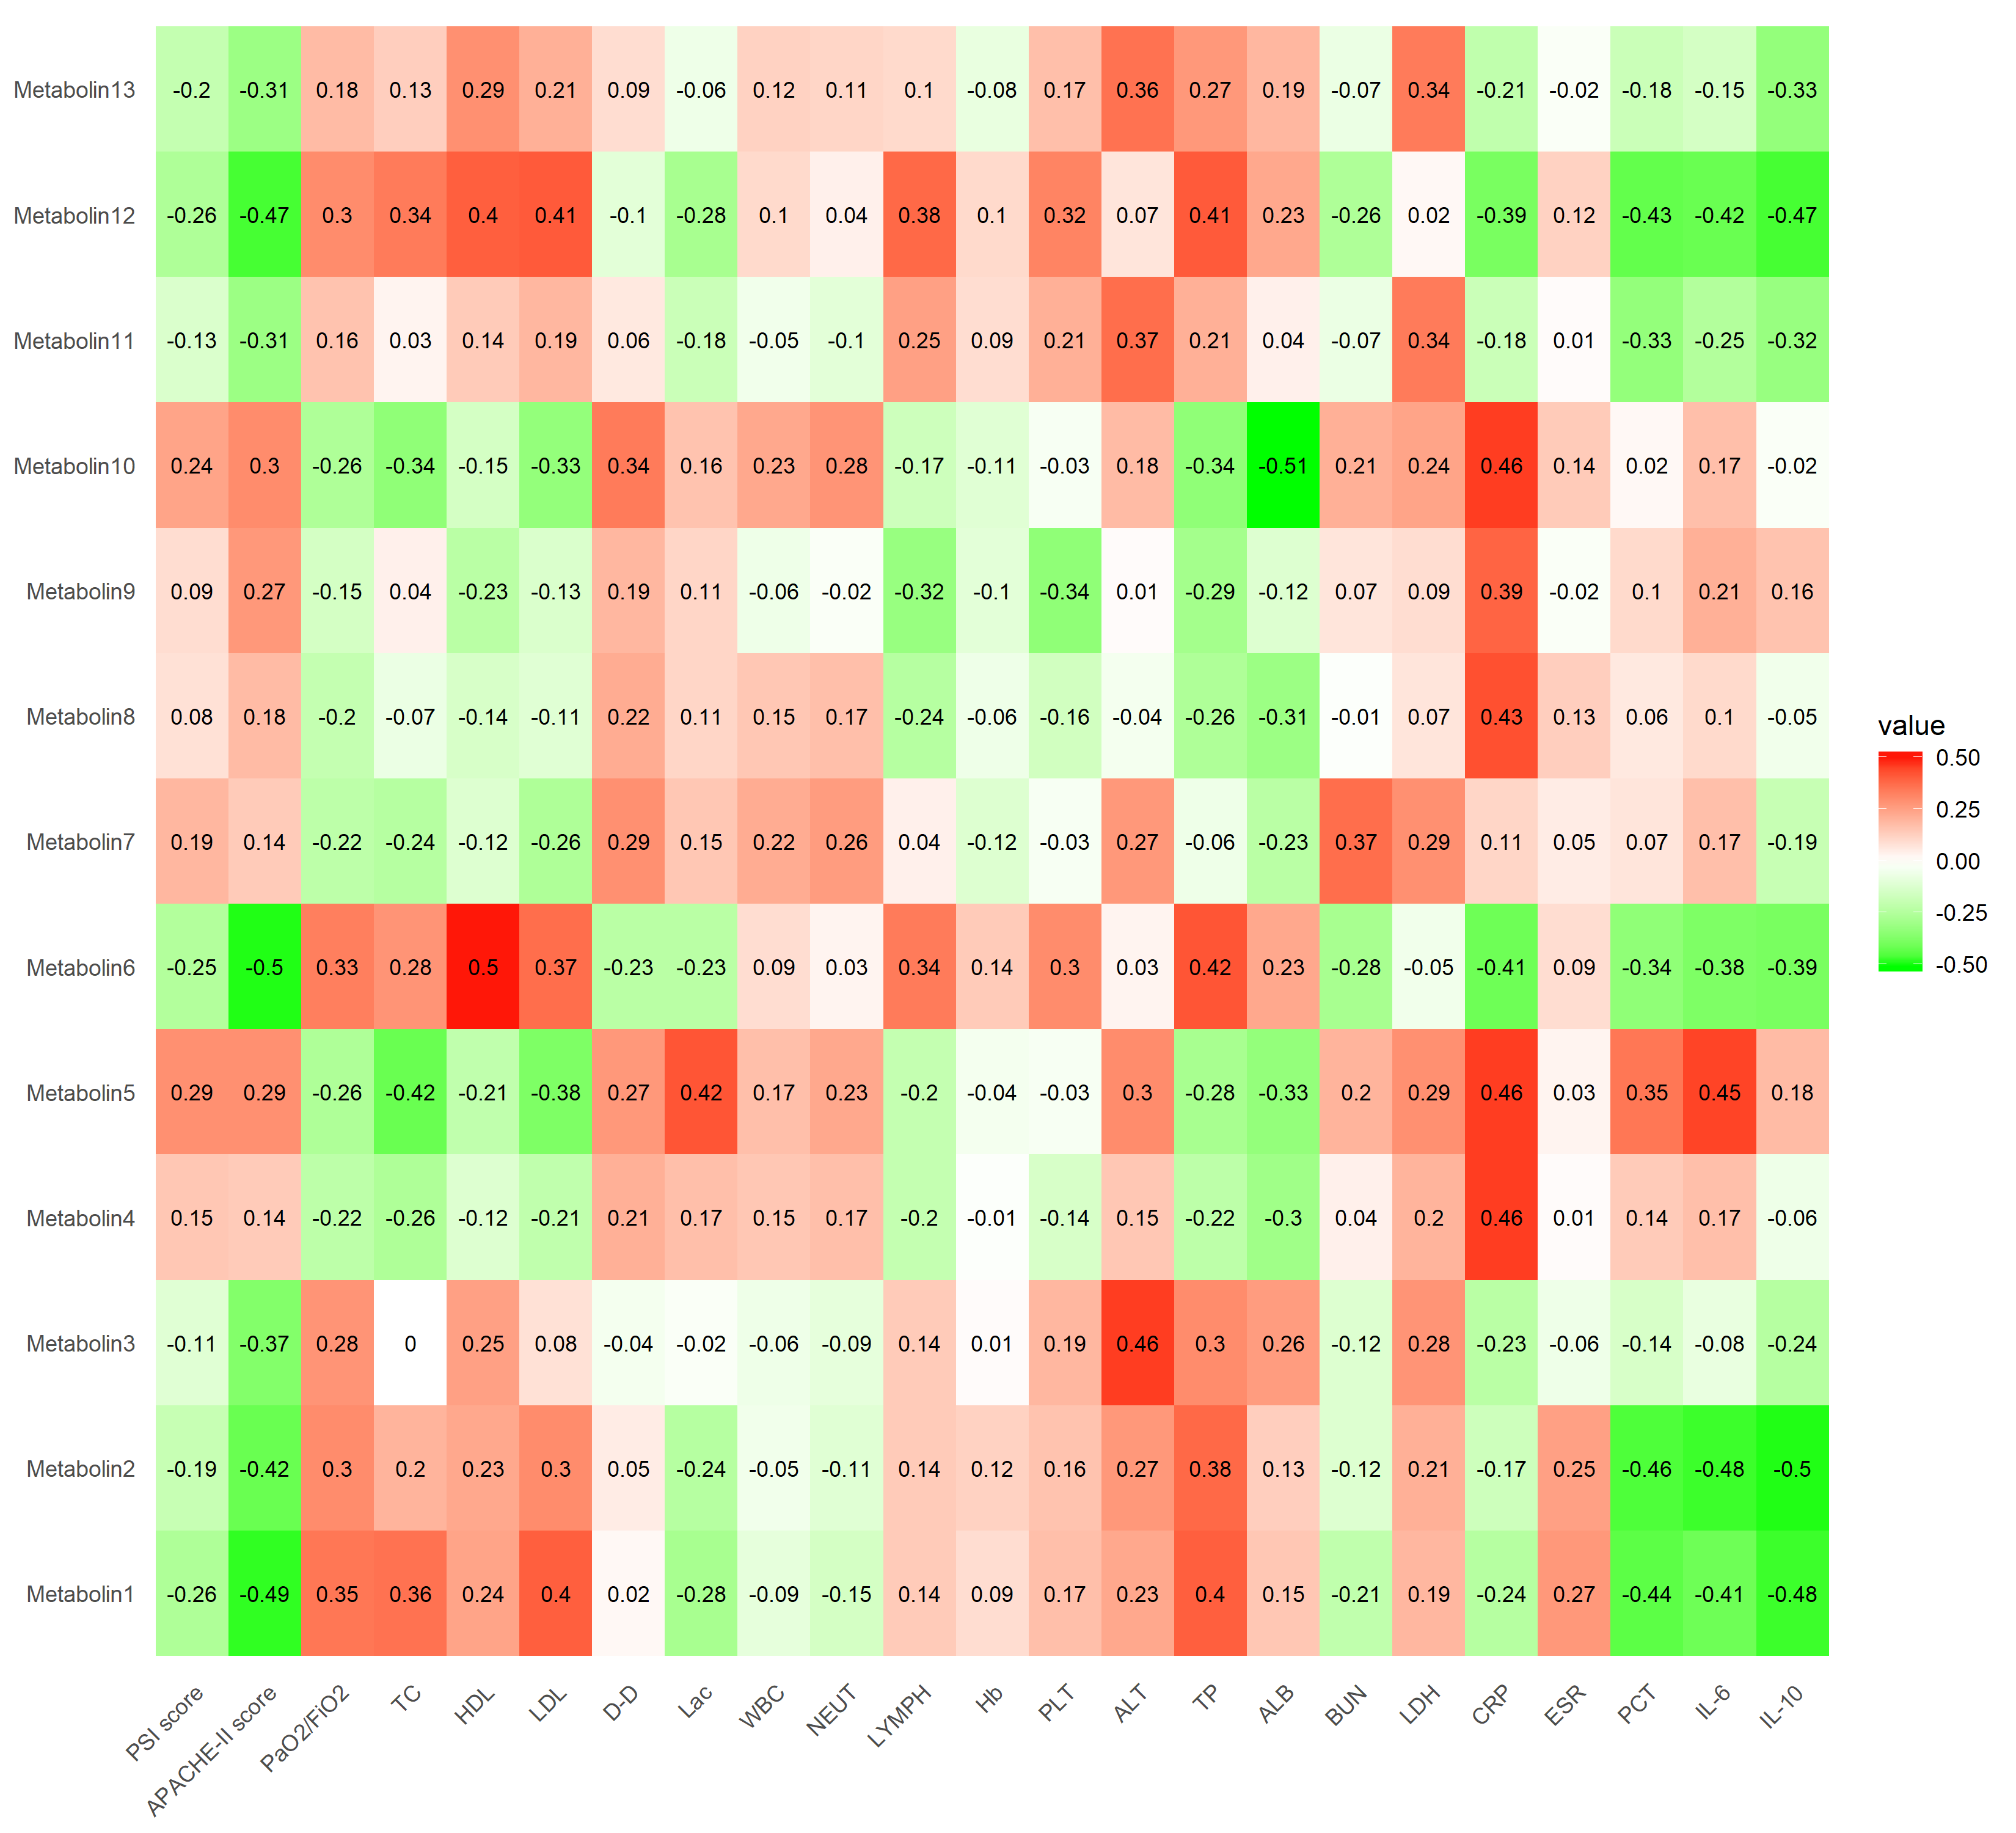 Metabolin13 -0.2 -0.31 0.18 0.13 0.29 0.21 0.09 -0.06 0.12 0.11 0.1 -0.08 0.17 0.36 0.27 0.19 -0.07 0.34 -0.21 -0.02 -0.18 -0.15 -0.33
Metabolin12 -0.26 -0.47 0.3 0.34 0.4 0.41 -0.1 -0.28 0.1 0.04 0.38 0.1 0.32 0.07 0.41 0.23 -0.26 0.02 -0.39 0.12 -0.43 -0.42 -0.47
Metabolin11 -0.13 -0.31 0.16 0.03 0.14 0.19 0.06 -0.18 -0.05 -0.1 0.25 0.09 0.21 0.37 0.21 0.04 -0.07 0.34 -0.18 0.01 -0.33 -0.25 -0.32
Metabolin10 0.24 0.3 -0.26 -0.34 -0.15 -0.33 0.34 0.16 0.23 0.28 -0.17 -0.11 -0.03 0.18 -0.34 -0.51 0.21 0.24 0.46 0.14 0.02 0.17 -0.02
Metabolin9 0.09 0.27 -0.15 0.04 -0.23 -0.13 0.19 0.11 -0.06 -0.02 -0.32 -0.1 -0.34 0.01 -0.29 -0.12 0.07 0.09 0.39 -0.02 0.1 0.21 0.16
Metabolin8 0.08 0.18 -0.2 -0.07 -0.14 -0.11 0.22 0.11 0.15 0.17 -0.24 -0.06 -0.16 -0.04 -0.26 -0.31 -0.01 0.07 0.43 0.13 0.06 0.1 -0.05
Metabolin7 0.19 0.14 -0.22 -0.24 -0.12 -0.26 0.29 0.15 0.22 0.26 0.04 -0.12 -0.03 0.27 -0.06 -0.23 0.37 0.29 0.11 0.05 0.07 0.17 -0.19
Metabolin6 -0.25 -0.5 0.33 0.28 0.5 0.37 -0.23 -0.23 0.09 0.03 0.34 0.14 0.3 0.03 0.42 0.23 -0.28 -0.05 -0.41 0.09 -0.34 -0.38 -0.39
Metabolin5 0.29 0.29 -0.26 -0.42 -0.21 -0.38 0.27 0.42 0.17 0.23 -0.2 -0.04 -0.03 0.3 -0.28 -0.33 0.2 0.29 0.46 0.03 0.35 0.45 0.18
Metabolin4 0.15 0.14 -0.22 -0.26 -0.12 -0.21 0.21 0.17 0.15 0.17 -0.2 -0.01 -0.14 0.15 -0.22 -0.3 0.04 0.2 0.46 0.01 0.14 0.17 -0.06
Metabolin3 -0.11 -0.37 0.28 0 0.25 0.08 -0.04 -0.02 -0.06 -0.09 0.14 0.01 0.19 0.46 0.3 0.26 -0.12 0.28 -0.23 -0.06 -0.14 -0.08 -0.24
Metabolin2 -0.19 -0.42 0.3 0.2 0.23 0.3 0.05 -0.24 -0.05 -0.11 0.14 0.12 0.16 0.27 0.38 0.13 -0.12 0.21 -0.17 0.25 -0.46 -0.48 -0.5
Metabolin1 -0.26 -0.49 0.35 0.36 0.24 0.4 0.02 -0.28 -0.09 -0.15 0.14 0.09 0.17 0.23 0.4 0.15 -0.21 0.19 -0.24 0.27 -0.44 -0.41 -0.48
PSI score APACHE-II score PaO2/FiO2 TC HDL LDL D-D Lac WBC NEUT LYMPH Hb PLT ALT TP ALB BUN LDH CRP ESR PCT IL-6 IL-10
value
0.50
0.25
0.00
-0.25
-0.50